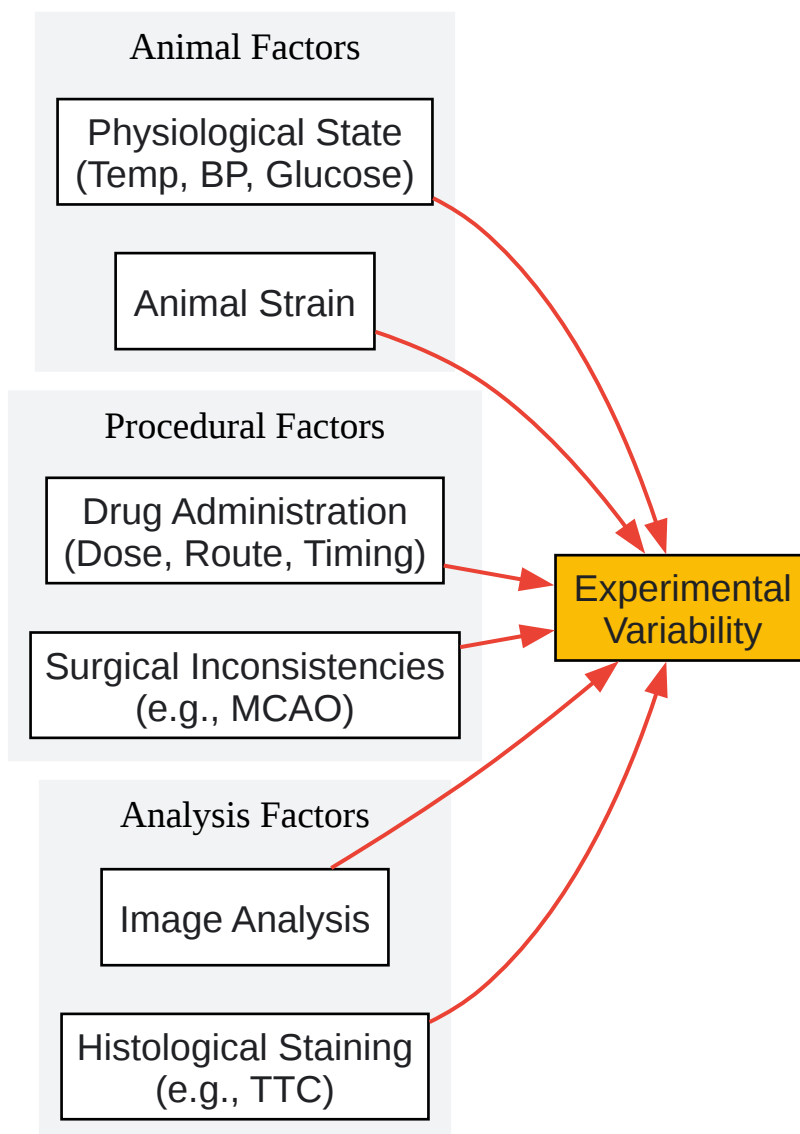 Animal Factors
Physiological State
(Temp, BP, Glucose)
Animal Strain
Procedural Factors
Drug Administration
(Dose, Route, Timing)
Surgical Inconsistencies
(e.g., MCAO)
Analysis Factors
Image Analysis
Histological Staining
(e.g., TTC)
Experimental
Variability